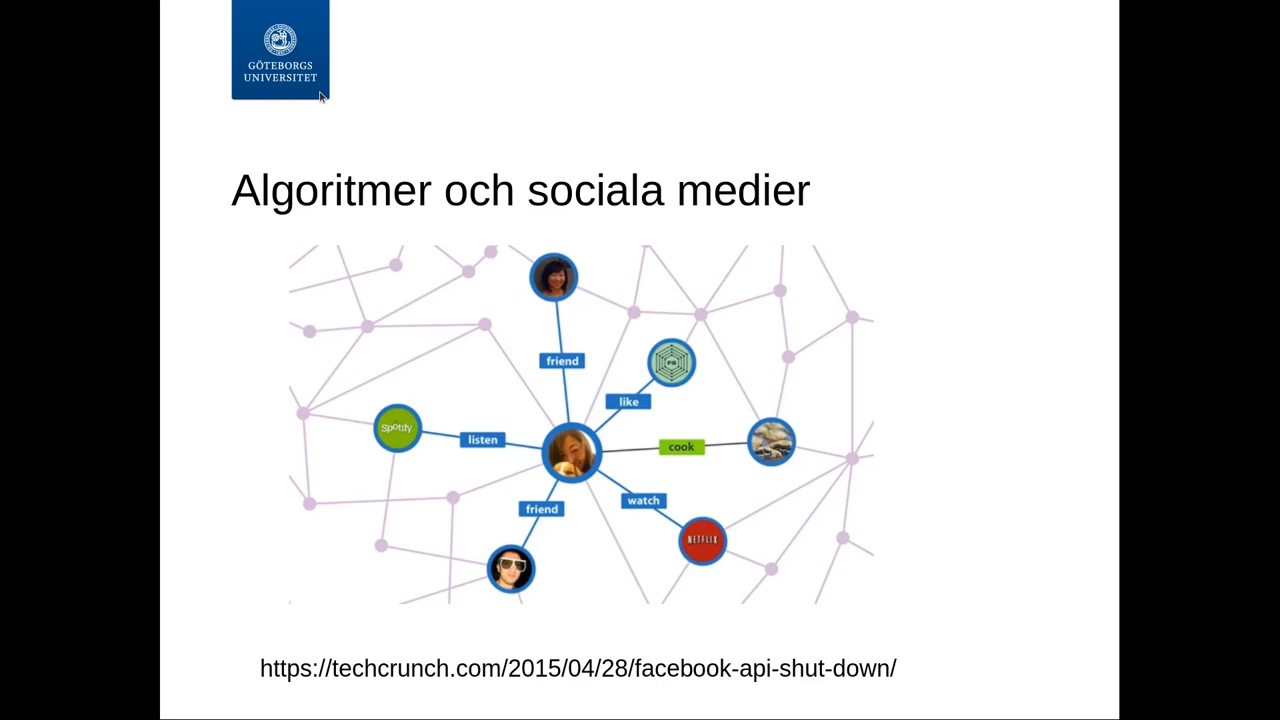 GÖTEBORGS
UNIVERSITET
Algoritmer och sociala medier
friend
like
Spotify
listen
cook
watch
friend
NETFLIX
https://techcrunch.com/2015/04/28/facebook-api-shut-down/